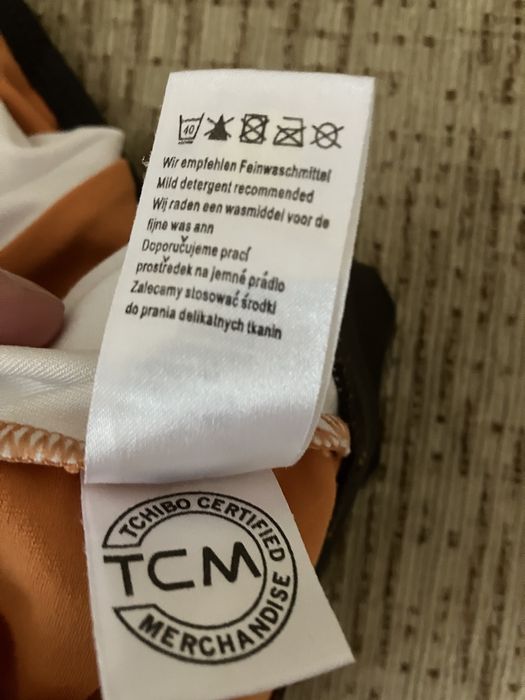 40
Wir empfehlen Feinwaschmittel
Mild detergent recommended
Wij raden een wasmiddel voor de
fijne was ann
Doporučujeme prací
prostředek na jemné prádlo
Zalecamy stosować środki
do prania delikatnych tkanin
TCHIBO CERTIFIED
TCM
MERCHANDISE